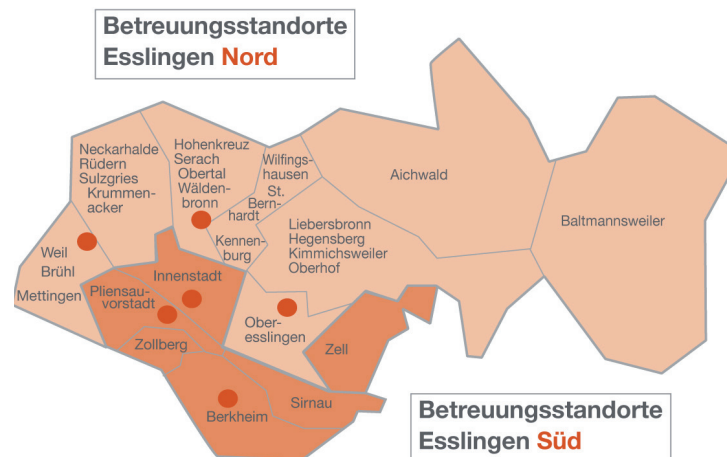 Betreuungsstandorte
Esslingen Nord
Neckarhalde
Rüdern
Sulzgries
Krummen-
acker
Hohenkreuz
Serach
Obertal
Wäldenbronn
Wilfings-
hausen
St.
Bern-
hardt
Kennen-
burg
Aichwald
Baltmannsweiler
Liebersbronn
Hegensberg
Kimmichsweiler
Oberhof
Weil
Brühl
Mettingen
Innenstadt
Pliensau-
vorstadt
Ober-
esslingen
Zollberg
Zell
Berkheim
Sirnau
Betreuungsstandorte
Esslingen Süd